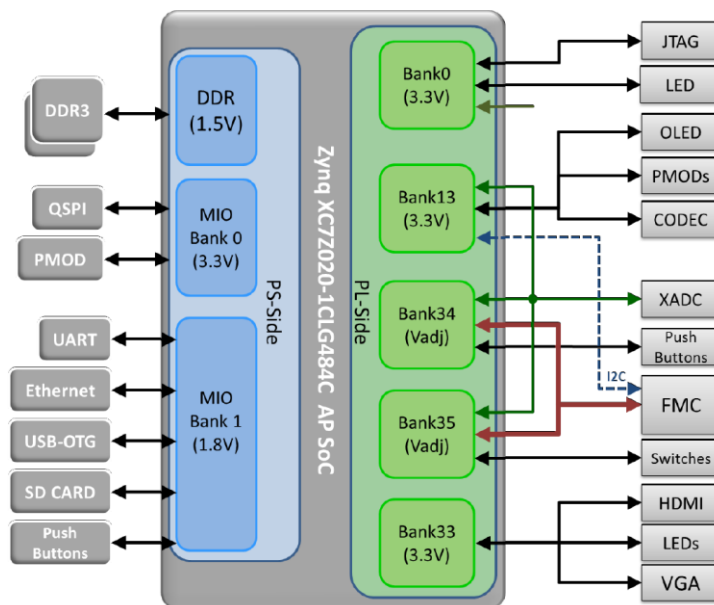 DDR3
QSPI
PMOD
UART
Ethernet
USB-OTG
SD CARD
Push
Buttons
DDR
(1.5V)
MIO
Bank 0
(3.3V)
MIO
Bank 1
(1.8V)
PS-Side
Zynq XC7Z020-1CLG484C AP SoC
PL-Side
Bank0
(3.3V)
Bank13
(3.3V)
Bank34
(Vadj)
Bank35
(Vadj)
Bank33
(3.3V)
I2C
JTAG
LED
OLED
PMODs
CODEC
XADC
Push
Buttons
FMC
Switches
HDMI
LEDs
VGA